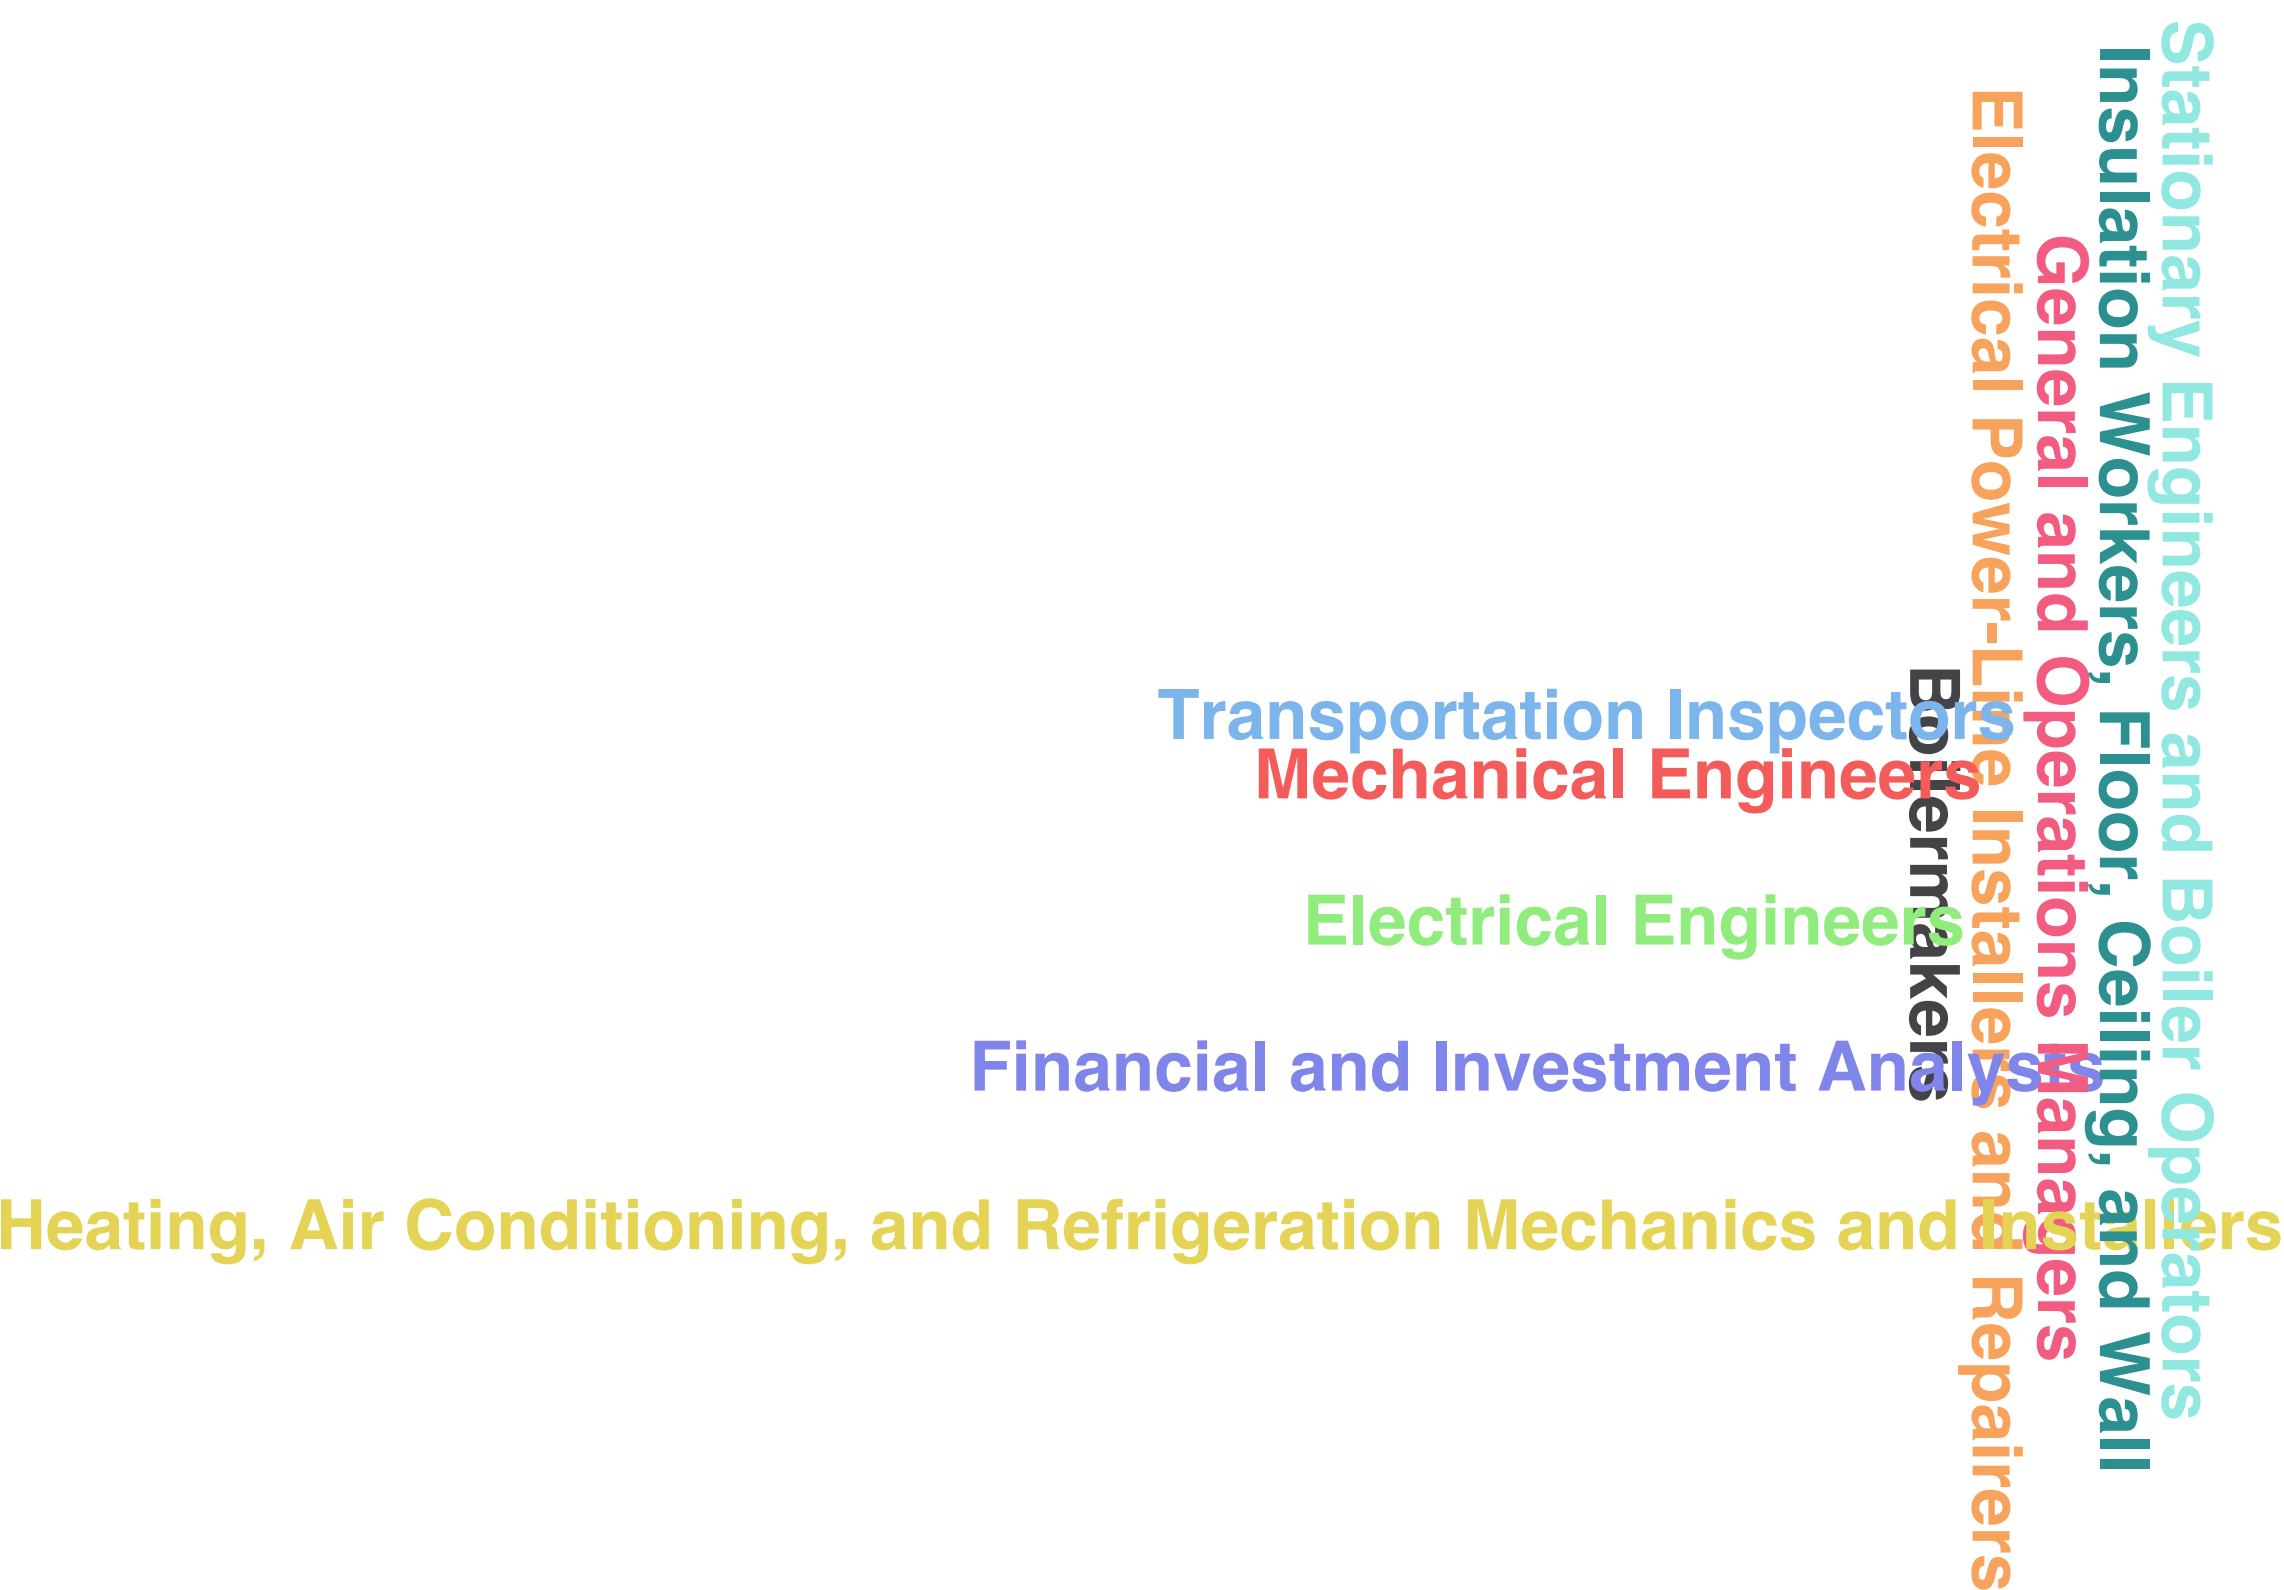 Transportation Inspectors
Mechanical Engineers
Electrical Engineers
Financial and Investment Analysts
Heating, Air Conditioning, and Refrigeration Mechanics and Installers
Boilermakers
Electrical Power-Line Installers and Repairers
General and Operations Managers
Insulation Workers, Floor, Ceiling, and Wall
Stationary Engineers and Boiler Operators